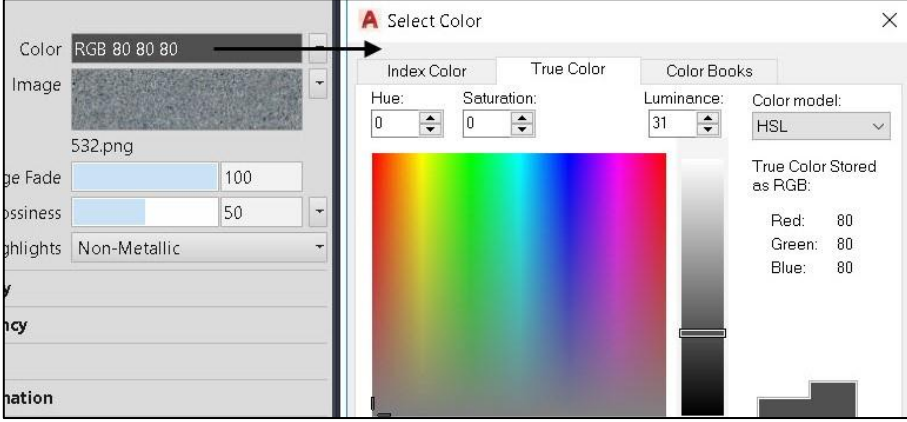 Color RGB 80 80 80
Image
532.png
ge Fade 100
ossiness 50
ghlights Non-Metallic
y
ncy
nation
A Select Color
Index Color True Color Color Books
Hue: Saturation: Luminance: Color model:
0 0 31 HSL
True Color Stored
as RGB:
Red: 80
Green: 80
Blue: 80